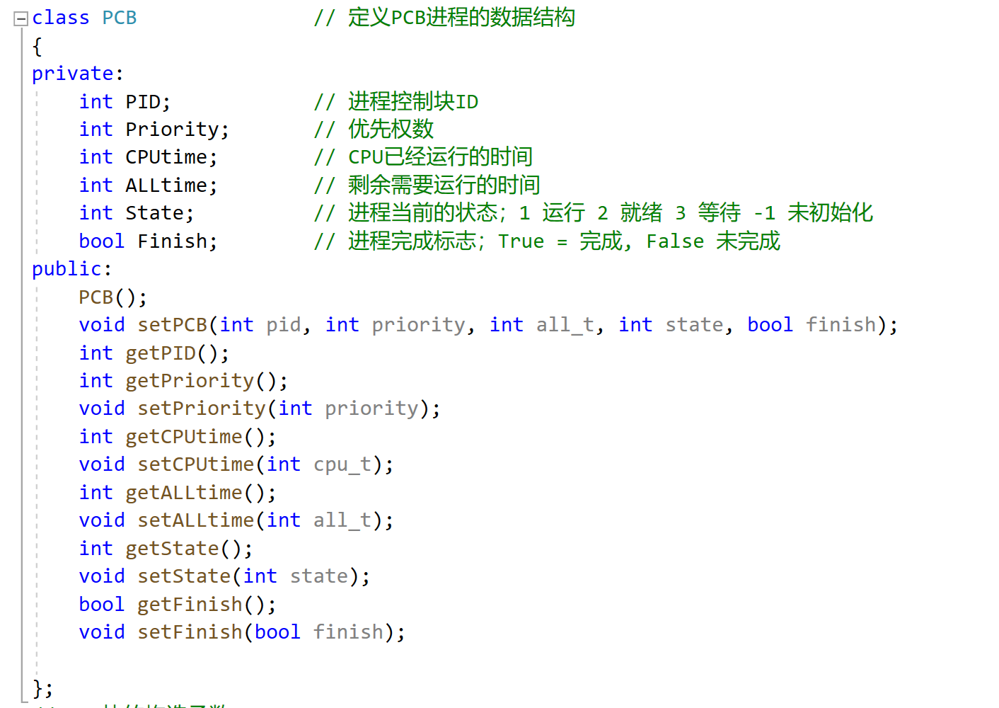 class PCB // 定义PCB进程的数据结构
{
private:
int PID; // 进程控制块ID
int Priority; // 优先权数
int CPUtime; // CPU已经运行的时间
int ALLtime; // 剩余需要运行的时间
int State; // 进程当前的状态；1 运行 2 就绪 3 等待 -1 未初始化
bool Finish; // 进程完成标志；True = 完成, False 未完成
public:
PCB();
void setPCB(int pid, int priority, int all_t, int state, bool finish);
int getPID();
int getPriority();
void setPriority(int priority);
int getCPUtime();
void setCPUtime(int cpu_t);
int getALLtime();
void setALLtime(int all_t);
int getState();
void setState(int state);
bool getFinish();
void setFinish(bool finish);
};